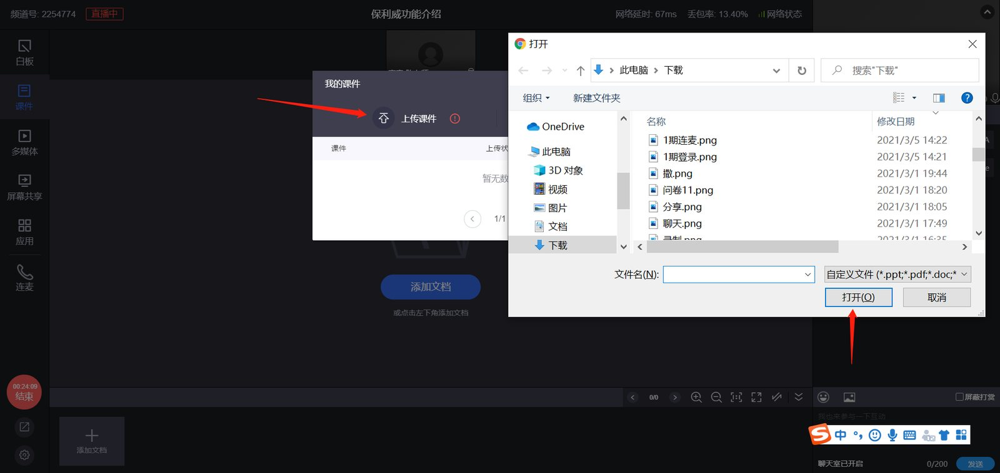 频道号: 2254774
直播中
保利威功能介绍
网络延时: 67ms
丢包率: 13.40%
网络状态
白板
课件
多媒体
屏幕共享
应用
连麦
00:24:09
结束
我的课件
上传课件
课件
上传状
暂无数
1/1
添加文档
或点击左下角添加文档
打开
此电脑
下载
搜索"下载"
组织
新建文件夹
OneDrive
此电脑
3D 对象
视频
图片
文档
下载
名称
修改日期
1期连麦.png 2021/3/5 14:22
1期登录.png 2021/3/5 14:21
撒.png 2021/3/1 19:44
问卷11.png 2021/3/1 18:20
分享.png 2021/3/1 18:05
聊天.png 2021/3/1 17:49
录制.png 2021/3/1 16:35
文件名(N):
自定义文件 (*.ppt;*.pdf;*.doc;*
打开(O)
取消
0/0
屏蔽打赏
我也来参与一下互动
添加文档
中
聊天室已开启
0/200
发送